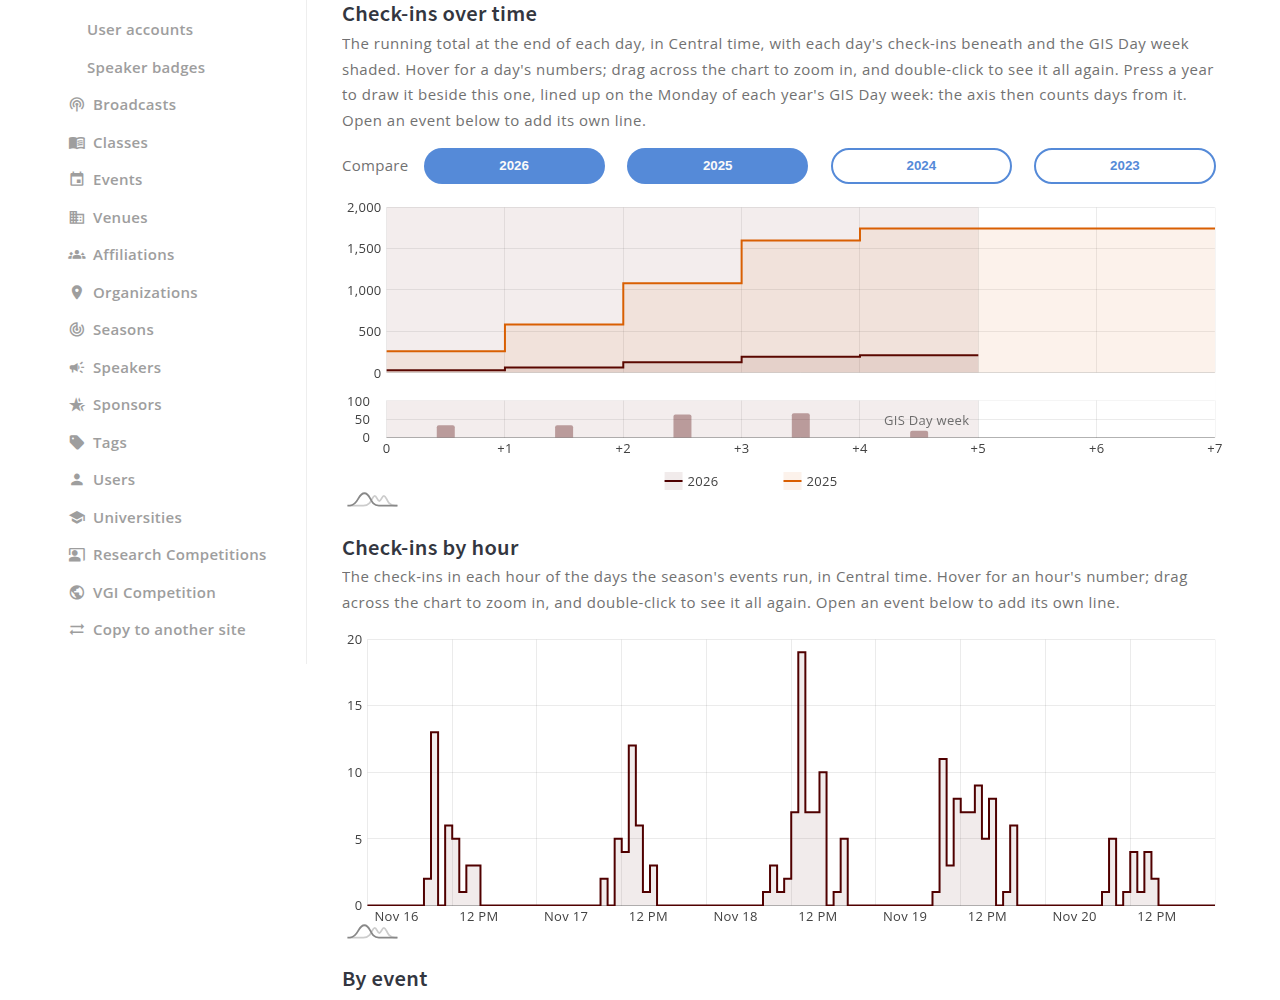 User accounts
Speaker badges
Broadcasts
Classes
Events
Venues
Affiliations
Organizations
Seasons
Speakers
Sponsors
Tags
Users
Universities
Research Competitions
VGI Competition
Copy to another site
Check-ins over time
The running total at the end of each day, in Central time, with each day's check-ins beneath and the GIS Day week
shaded. Hover for a day's numbers; drag across the chart to zoom in, and double-click to see it all again. Press a year
to draw it beside this one, lined up on the Monday of each year's GIS Day week: the axis then counts days from it.
Open an event below to add its own line.
Compare 2026 2025 2024 2023
2,000
1,500
1,000
500
0
100
50
0
GIS Day week
0 +1 +2 +3 +4 +5 +6 +7
2026 2025
Check-ins by hour
The check-ins in each hour of the days the season's events run, in Central time. Hover for an hour's number; drag
across the chart to zoom in, and double-click to see it all again. Open an event below to add its own line.
20
15
10
5
0
Nov 16 12 PM Nov 17 12 PM Nov 18 12 PM Nov 19 12 PM Nov 20 12 PM
By event